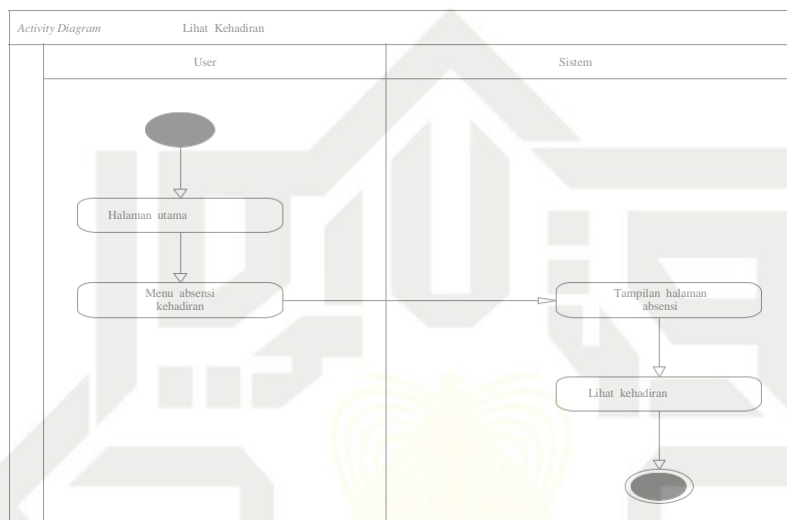 Activity Diagram Lihat Kehadiran
User Sistem
Halaman utama
Menu absensi
kehadiran
Tampilan halaman
absensi
Lihat kehadiran